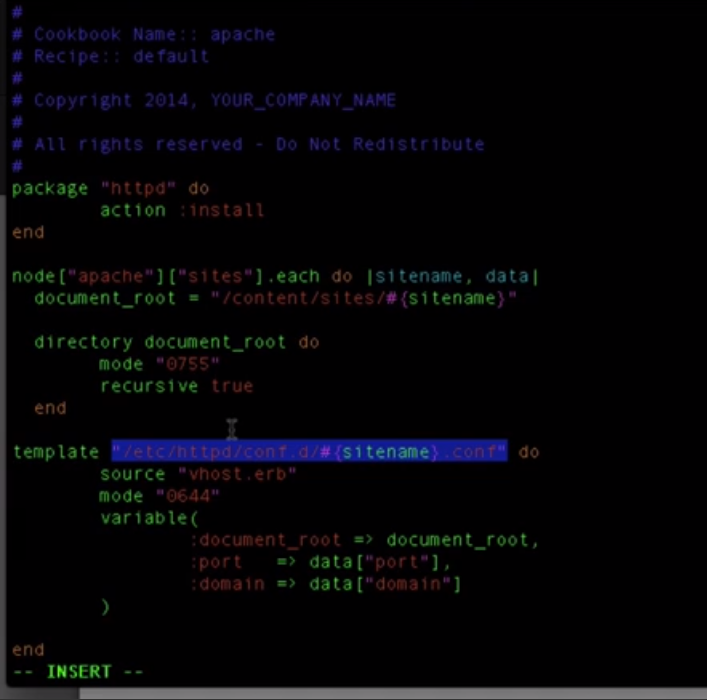 #
# Cookbook Name:: apache
# Recipe:: default
#
# Copyright 2014, YOUR_COMPANY_NAME
#
# All rights reserved - Do Not Redistribute
#
package "httpd" do
        action :install
end

node["apache"]["sites"].each do |sitename, data|
  document_root = "/content/sites/#{sitename}"

  directory document_root do
        mode "0755"
        recursive true
  end

template "/etc/httpd/conf.d/#{sitename}.conf" do
        source "vhost.erb"
        mode "0644"
        variable(
                :document_root => document_root,
                :port   => data["port"],
                :domain => data["domain"]
        )

end
-- INSERT --